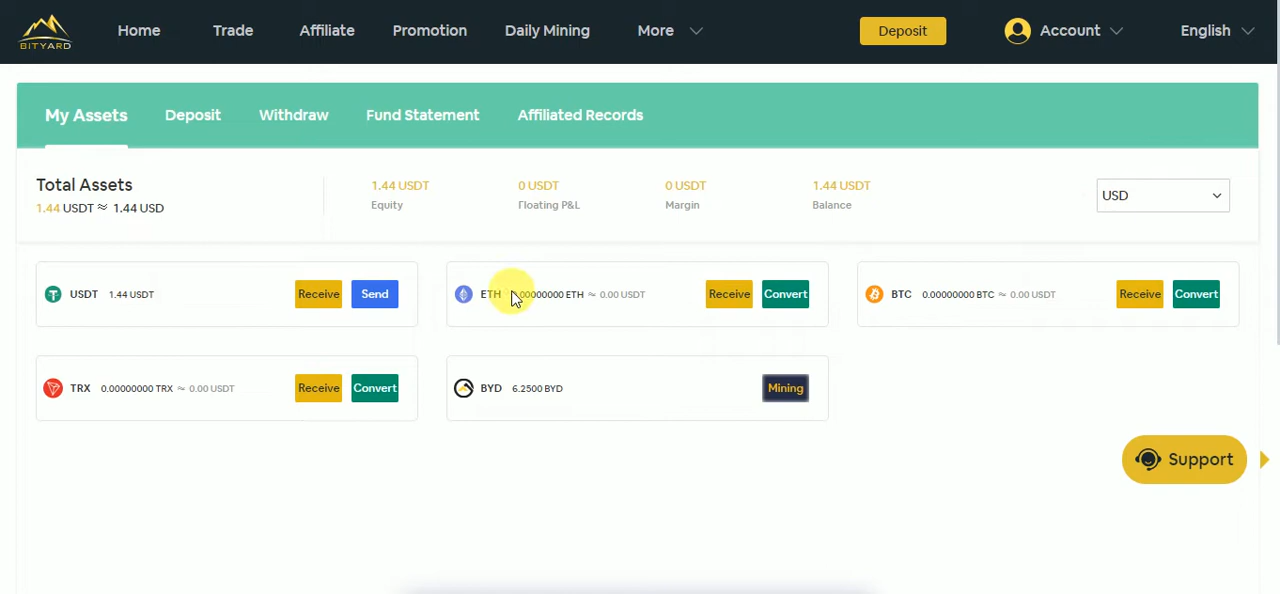 BITYARD
Home Trade Affiliate Promotion Daily Mining More Deposit Account English
My Assets Deposit Withdraw Fund Statement Affiliated Records
Total Assets
1.44 USDT ≈ 1.44 USD
1.44 USDT 0 USDT 0 USDT 1.44 USDT
Equity Floating P&L Margin Balance
USD
USDT 1.44 USDT Receive Send
ETH .00000000 ETH ≈ 0.00 USDT Receive Convert
BTC 0.00000000 BTC ≈ 0.00 USDT Receive Convert
TRX 0.00000000 TRX ≈ 0.00 USDT Receive Convert
BYD 6.2500 BYD Mining
Support